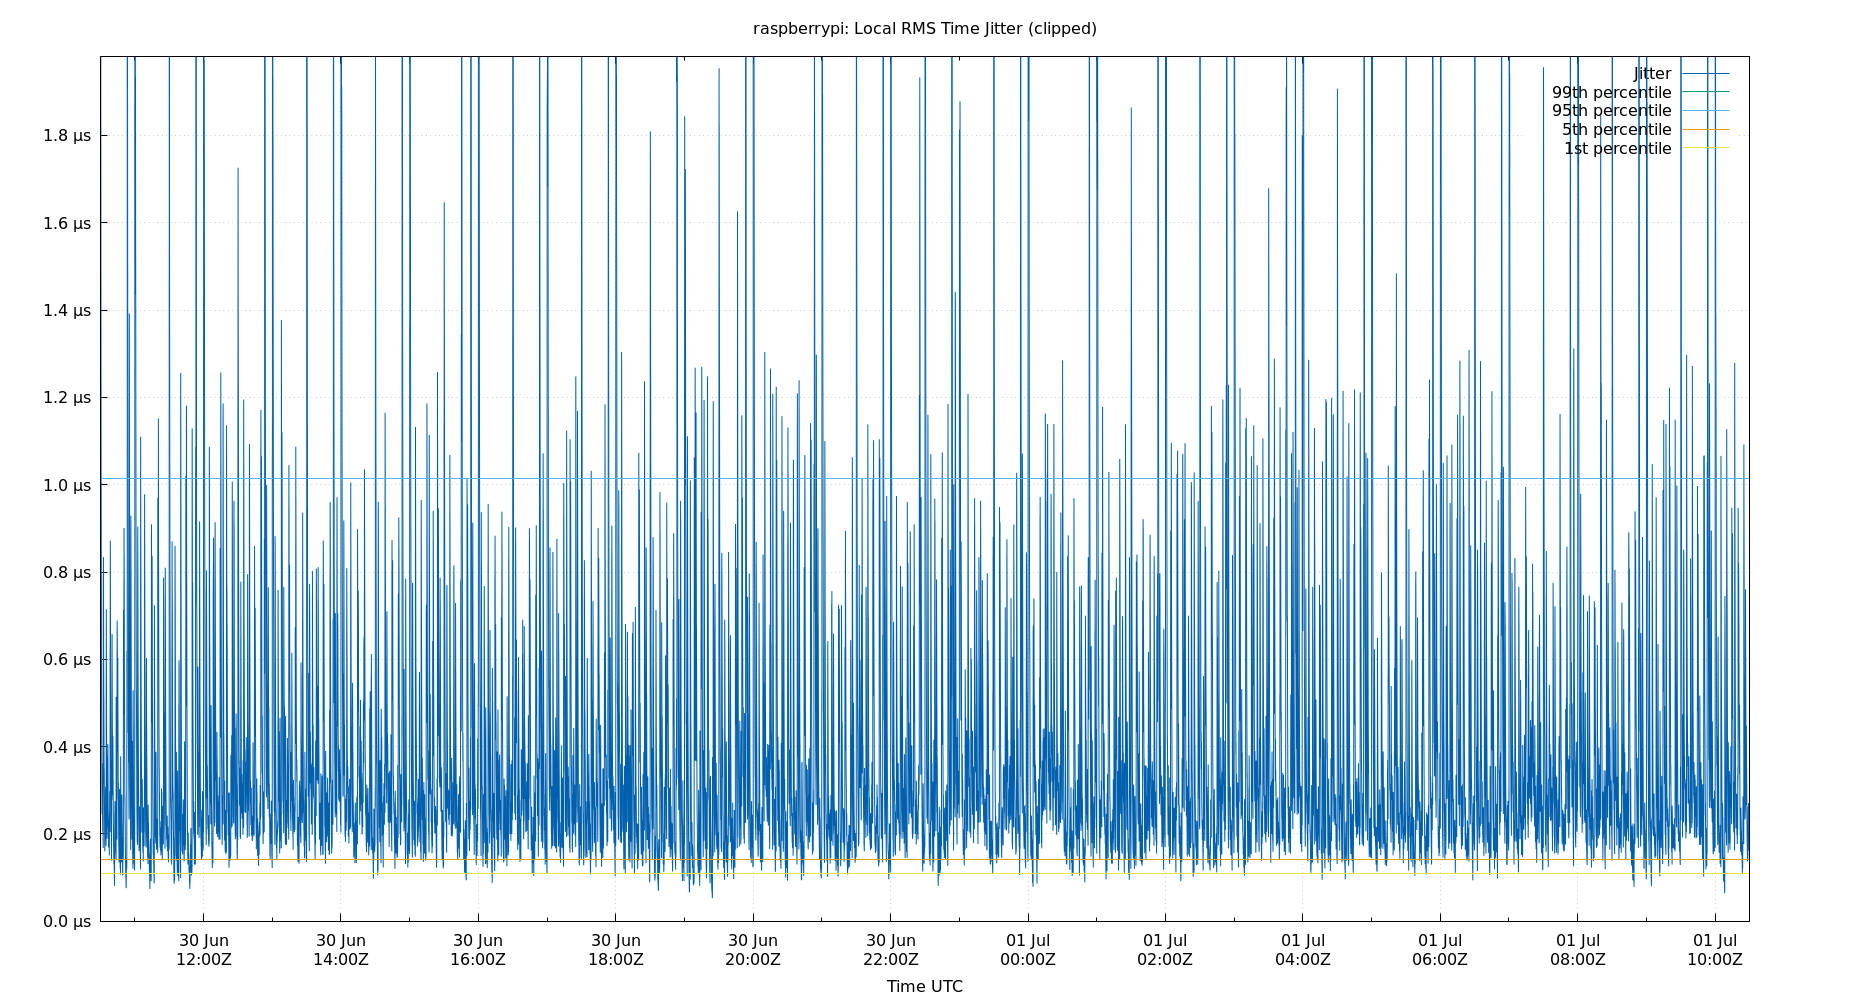 raspberrypi: Local RMS Time Jitter (clipped)
Jitter
99th percentile
95th percentile
5th percentile
1st percentile
1.8 µs
1.6 µs
1.4 µs
1.2 µs
1.0 µs
0.8 µs
0.6 µs
0.4 µs
0.2 µs
0.0 µs
30 Jun 30 Jun 30 Jun 30 Jun 30 Jun 30 Jun 01 Jul 01 Jul 01 Jul 01 Jul 01 Jul 01 Jul
12:00Z 14:00Z 16:00Z 18:00Z 20:00Z 22:00Z 00:00Z 02:00Z 04:00Z 06:00Z 08:00Z 10:00Z
Time UTC